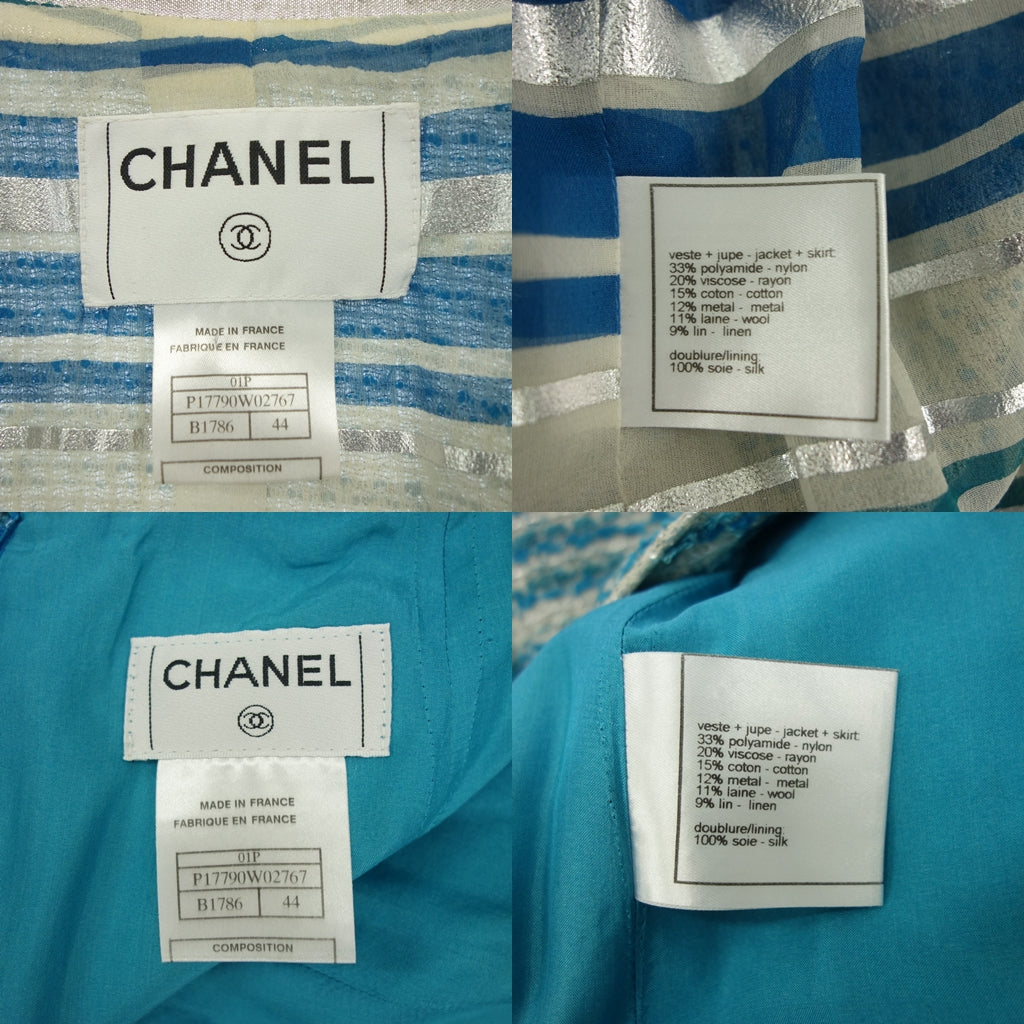 CHANEL
MADE IN FRANCE
FABRIQUE EN FRANCE
01P
P17790W02767
B1786 44
COMPOSITION
veste + jupe - jacket + skirt:
33% polyamide - nylon
20% viscose - rayon
15% coton - cotton
12% metal - metal
11% laine - wool
9% lin - linen
doublure/lining:
100% soie - silk
CHANEL
MADE IN FRANCE
FABRIQUE EN FRANCE
01P
P17790W02767
B1786 44
COMPOSITION
veste + jupe - jacket + skirt:
33% polyamide - nylon
20% viscose - rayon
15% coton - cotton
12% metal - metal
11% laine - wool
9% lin - linen
doublure/lining:
100% soie - silk